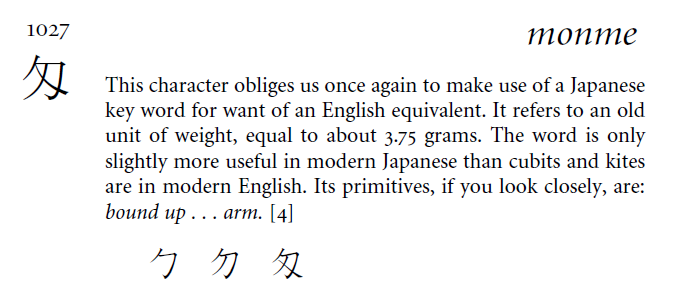 1027
monme
匁
This character obliges us once again to make use of a Japanese
key word for want of an English equivalent. It refers to an old
unit of weight, equal to about 3.75 grams. The word is only
slightly more useful in modern Japanese than cubits and kites
are in modern English. Its primitives, if you look closely, are:
bound up . . . arm. [4]
勹 勿 匁